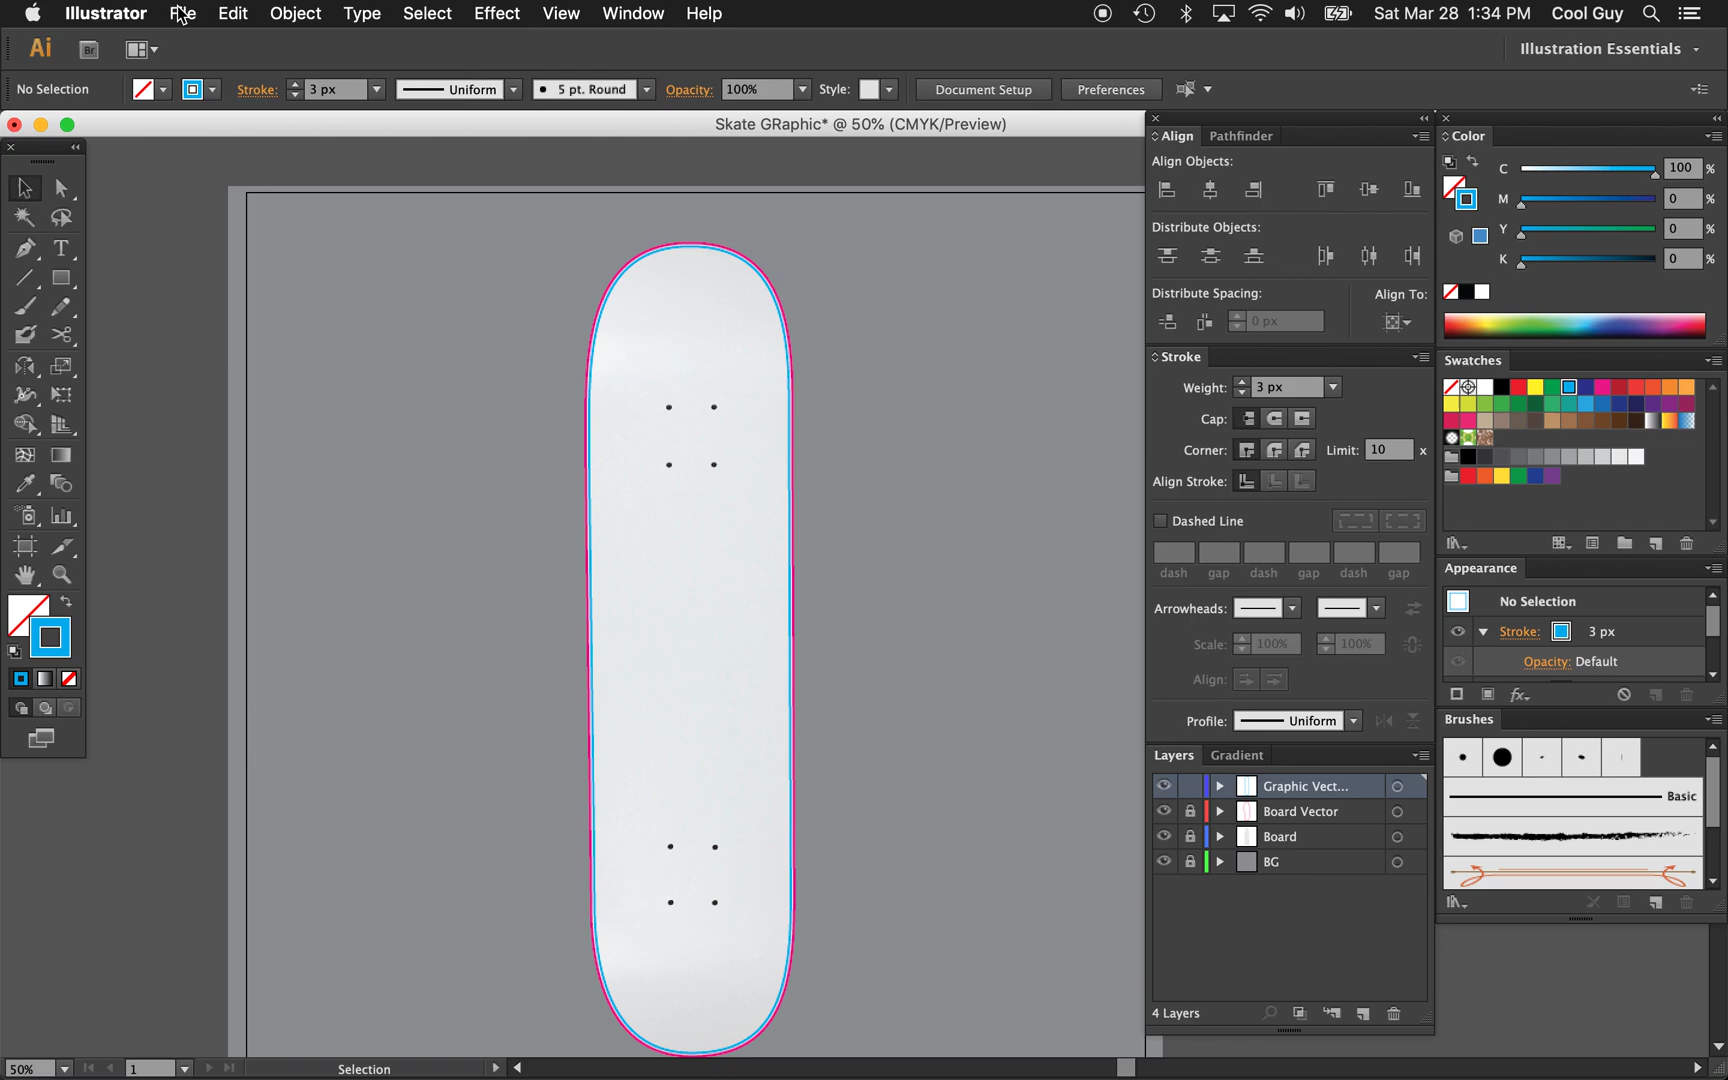 Illustrator File Edit Object Type Select Effect View Window Help Sat Mar 28 1:34 PM Cool Guy
Ai Br Illustration Essentials
No Selection Stroke: 3 px Uniform 5 pt. Round Opacity: 100% Style: Document Setup Preferences
Skate GRaphic* @ 50% (CMYK/Preview)
Align Pathfinder
Align Objects:
Distribute Objects:
Distribute Spacing: Align To:
0 px
Stroke
Weight: 3 px
Cap:
Corner: Limit: 10 x
Align Stroke:
Dashed Line
dash gap dash gap dash gap
Arrowheads:
Scale: 100% 100%
Align:
Profile: Uniform
Layers Gradient
Graphic Vect...
Board Vector
Board
BG
4 Layers
Color
C 100 %
M 0 %
Y 0 %
K 0 %
Swatches
Appearance
No Selection
Stroke: 3 px
Opacity: Default
Brushes
Basic
50% 1 Selection